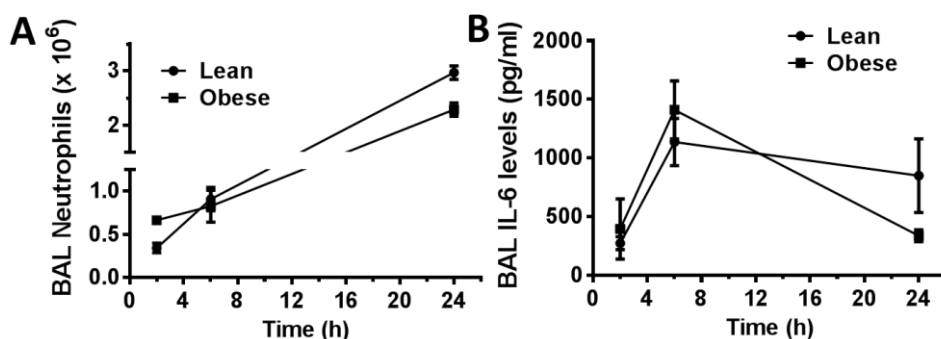 A
BAL Neutrophils (x 10⁶)
Lean
Obese
3
2
1.0
0.5
0.0
0 4 8 12 16 20 24
Time (h)
B
BAL IL-6 levels (pg/ml)
Lean
Obese
2000
1500
1000
500
0
0 4 8 12 16 20 24
Time (h)